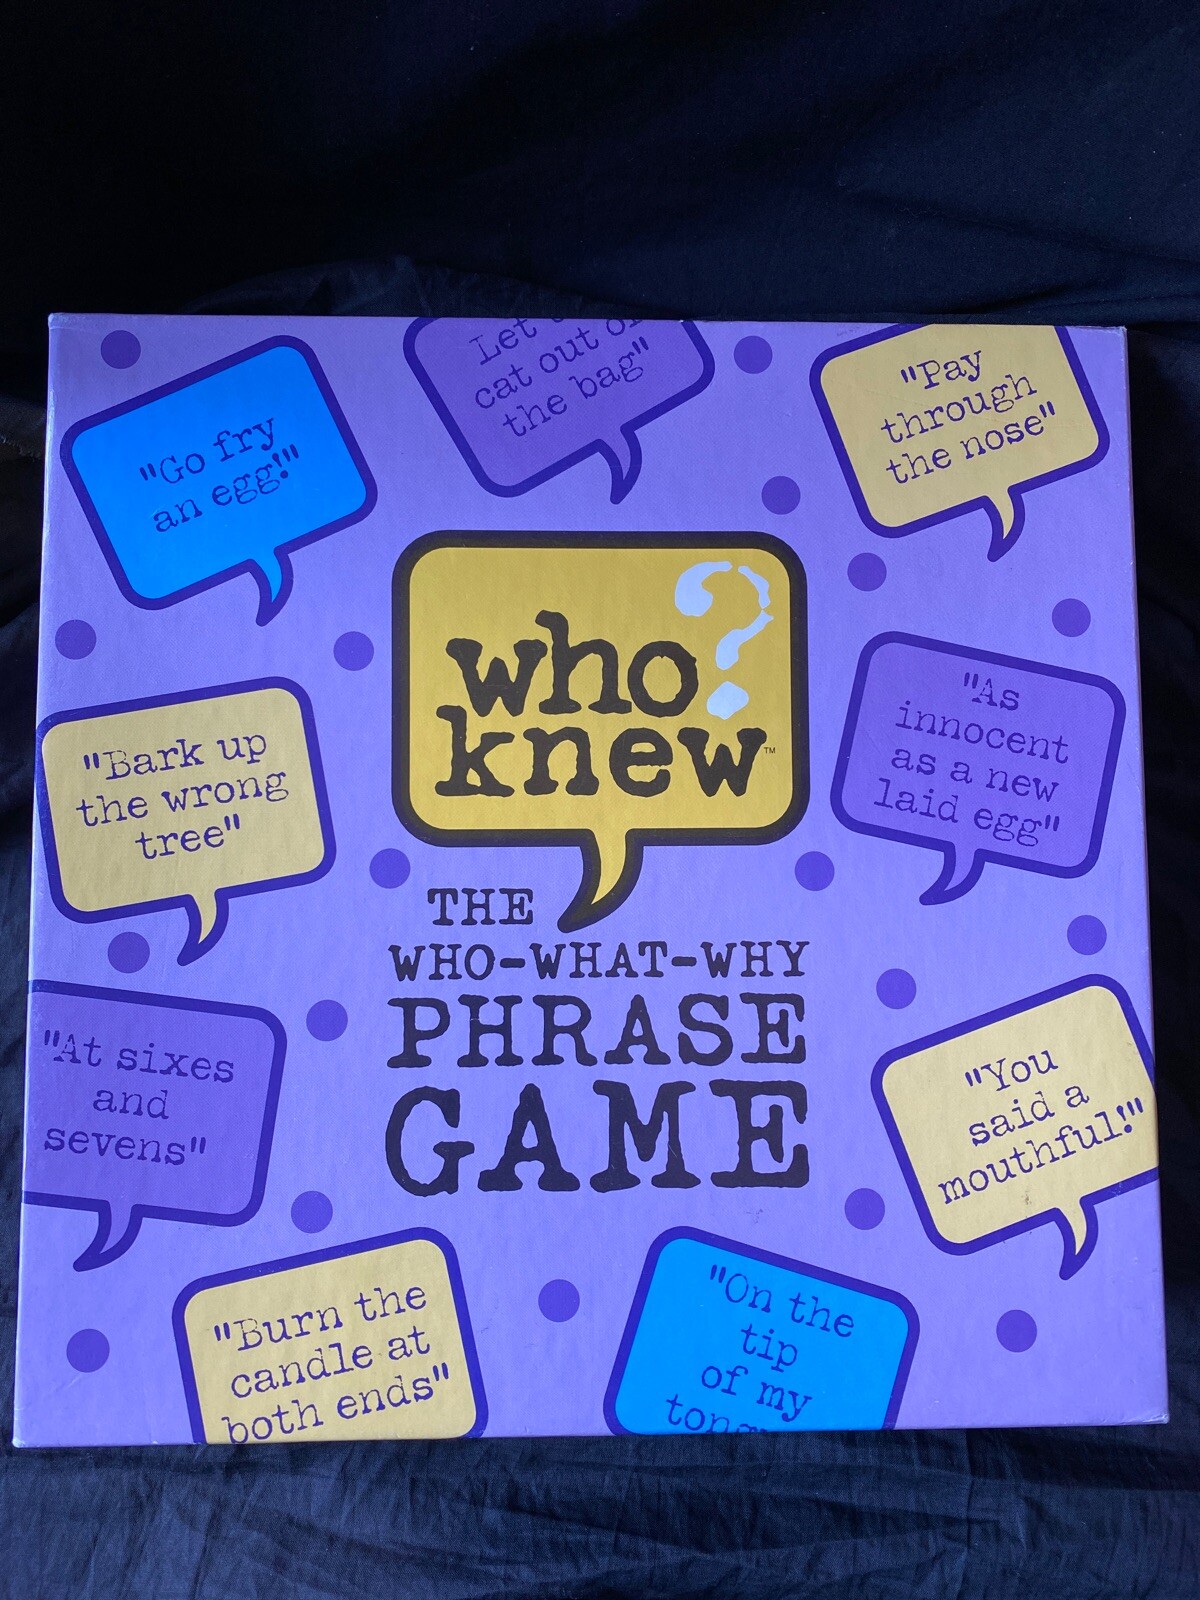 Let
cat out of
the bag"
"Pay
through
the nose"
"Go fry
an egg!"
who?
knew™
"As
innocent
as a new
laid egg"
"Bark up
the wrong
tree"
THE
WHO-WHAT-WHY
PHRASE
GAME
"At sixes
and
sevens"
"You
said a
mouthful!"
"Burn the
candle at
both ends"
"On the
tip
of my